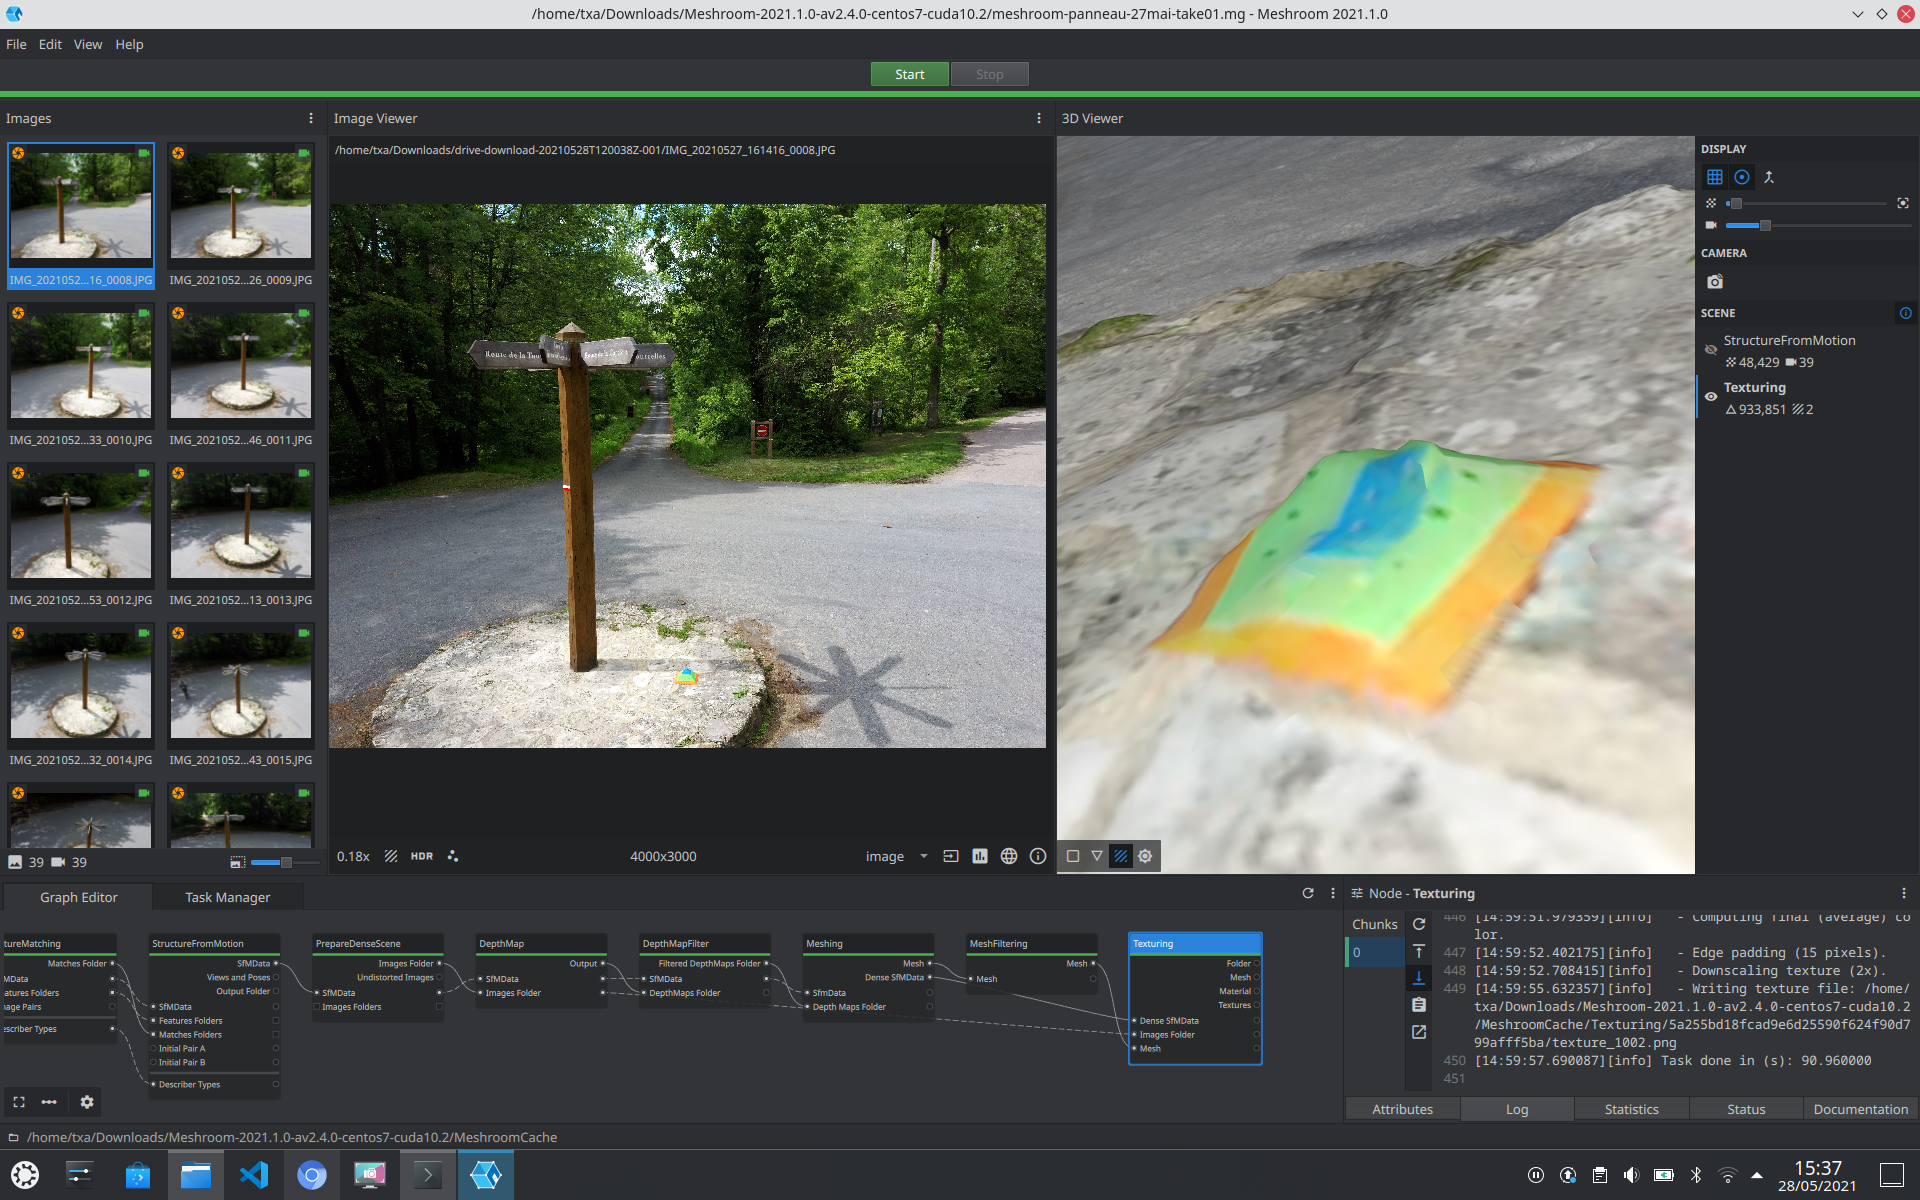 /home/txa/Downloads/Meshroom-2021.1.0-av2.4.0-centos7-cuda10.2/meshroom-panneau-27mai-take01.mg - Meshroom 2021.1.0
File Edit View Help
Start Stop
Images
IMG_2021052...16_0008.JPG IMG_2021052...26_0009.JPG
IMG_2021052...33_0010.JPG IMG_2021052...46_0011.JPG
IMG_2021052...53_0012.JPG IMG_2021052...13_0013.JPG
IMG_2021052...32_0014.JPG IMG_2021052...43_0015.JPG
39 39
Image Viewer
/home/txa/Downloads/drive-download-20210528T120038Z-001/IMG_20210527_161416_0008.JPG
Route de la
0.18x HDR 4000x3000 image
3D Viewer
DISPLAY
CAMERA
SCENE
StructureFromMotion
48,429 39
Texturing
933,851 2
Graph Editor Task Manager
tureMatching
Matches Folder
MData
atures Folders
nage Pairs
escriber Types
StructureFromMotion
SfMData
Views and Poses
Output Folder
SfMData
Features Folders
Matches Folders
Initial Pair A
Initial Pair B
Describer Types
PrepareDenseScene
Images Folder
Undistorted Images
SfMData
Images Folders
DepthMap
Output
SfMData
Images Folder
DepthMapFilter
Filtered DepthMaps Folder
SfMData
DepthMaps Folder
Meshing
Mesh
Dense SfMData
SfmData
Depth Maps Folder
MeshFiltering
Mesh
Mesh
Texturing
Folder
Mesh
Material
Textures
Dense SfMData
Images Folder
Mesh
Node - Texturing
Chunks
0
446 [14:59:51.979359][info] - Computing final (average) co
lor.
447 [14:59:52.402175][info] - Edge padding (15 pixels).
448 [14:59:52.708415][info] - Downscaling texture (2x).
449 [14:59:55.632357][info] - Writing texture file: /home/
txa/Downloads/Meshroom-2021.1.0-av2.4.0-centos7-cuda10.2
/MeshroomCache/Texturing/5a255bd18fcad9e6d25590f624f90d7
99afff5ba/texture_1002.png
450 [14:59:57.690087][info] Task done in (s): 90.960000
451
Attributes Log Statistics Status Documentation
/home/txa/Downloads/Meshroom-2021.1.0-av2.4.0-centos7-cuda10.2/MeshroomCache
15:37
28/05/2021